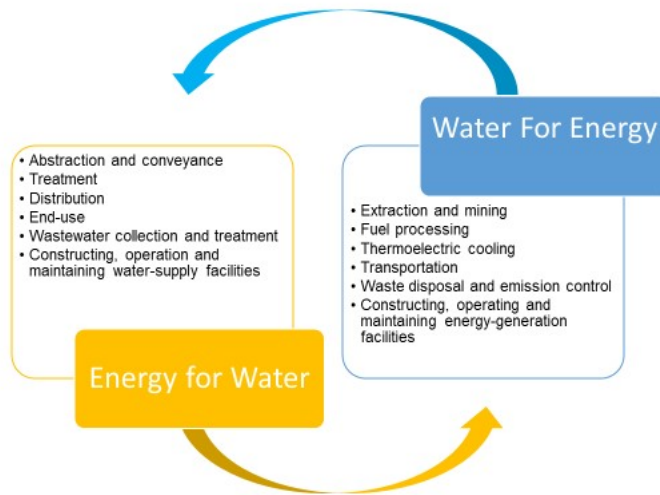 • Abstraction and conveyance
• Treatment
• Distribution
• End-use
• Wastewater collection and treatment
• Constructing, operation and
maintaining water-supply facilities
Energy for Water
Water For Energy
• Extraction and mining
• Fuel processing
• Thermoelectric cooling
• Transportation
• Waste disposal and emission control
• Constructing, operating and
maintaining energy-generation
facilities